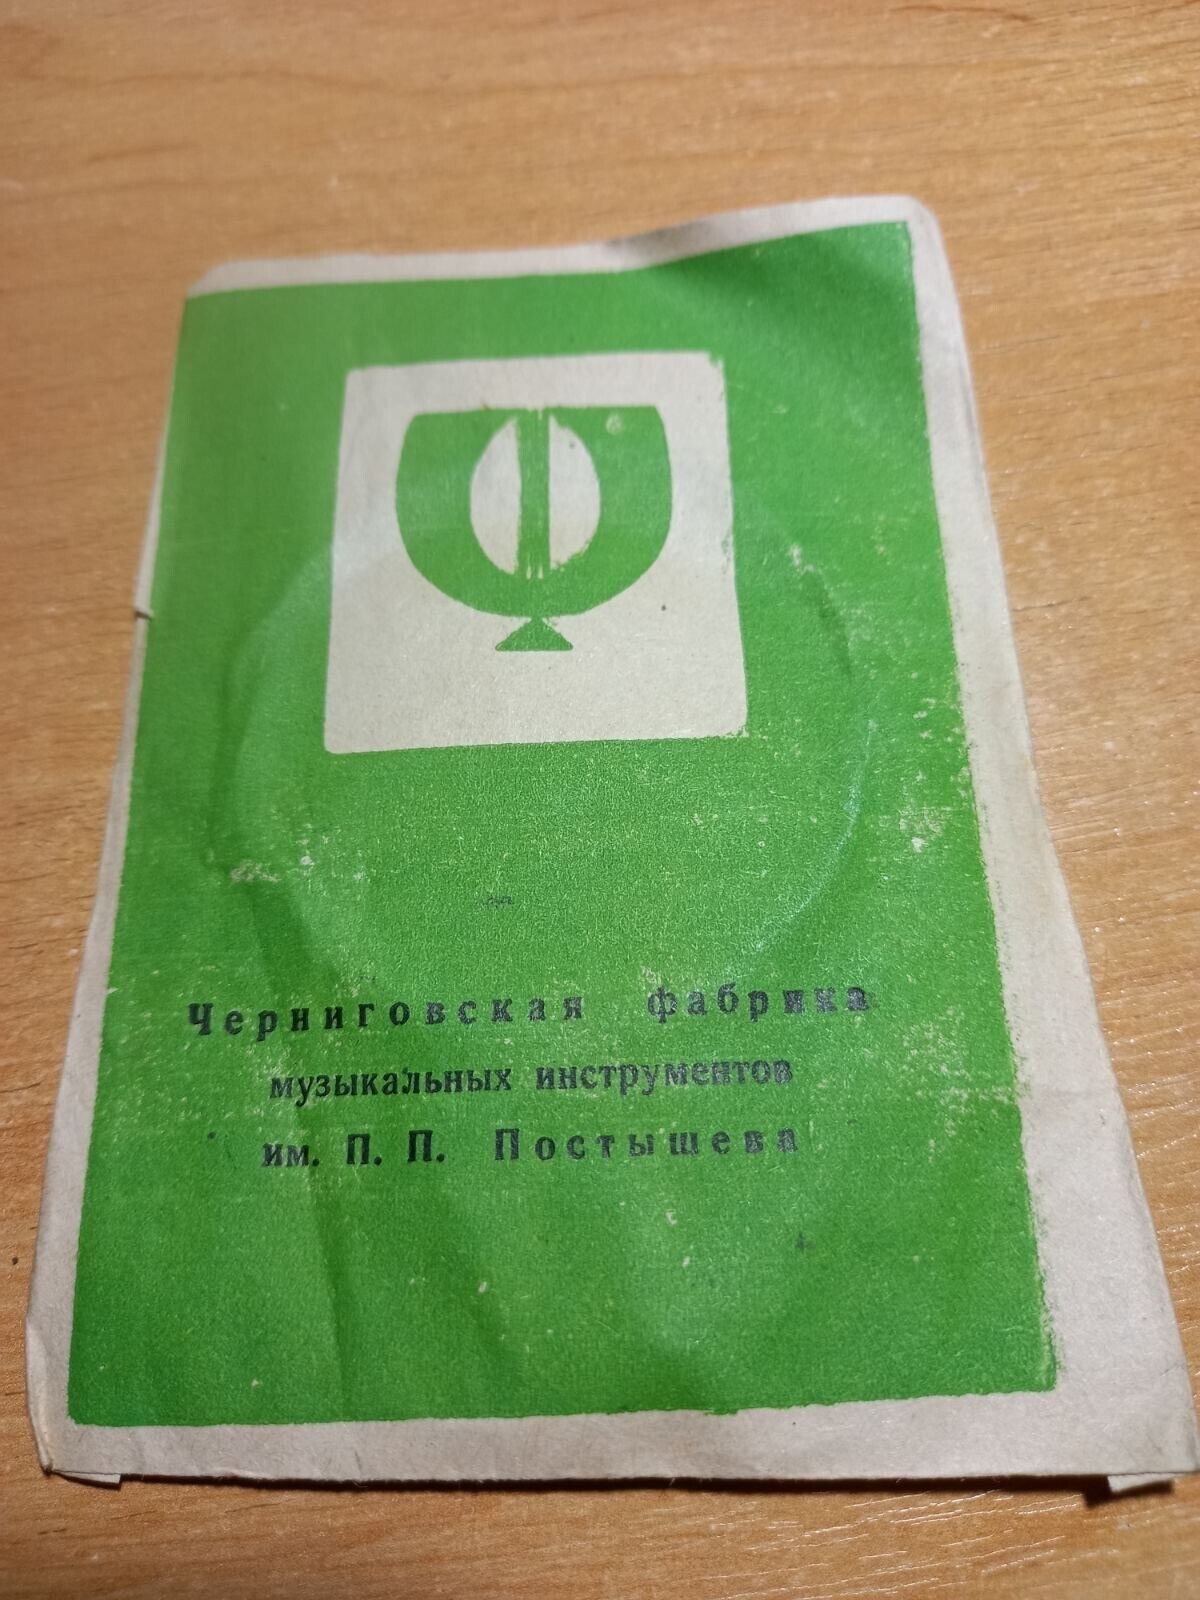 Черниговская фабрика
музыкальных инструментов
им. П. П. Постышева